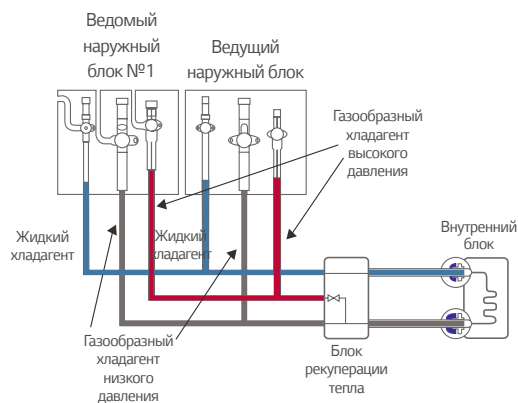 Ведомый
наружный
блок №1
Ведущий
наружный блок
Газообразный
хладагент
высокого
давления
Жидкий
хладагент
Жидкий
хладагент
Внутренний
блок
Газообразный
хладагент
низкого
давления
Блок
рекуперации
тепла